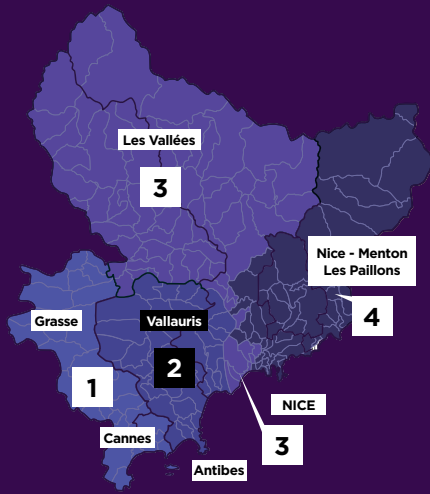 Les Vallées
3
Nice - Menton
Les Paillons
4
Grasse
Vallauris
2
1
NICE
3
Cannes
Antibes